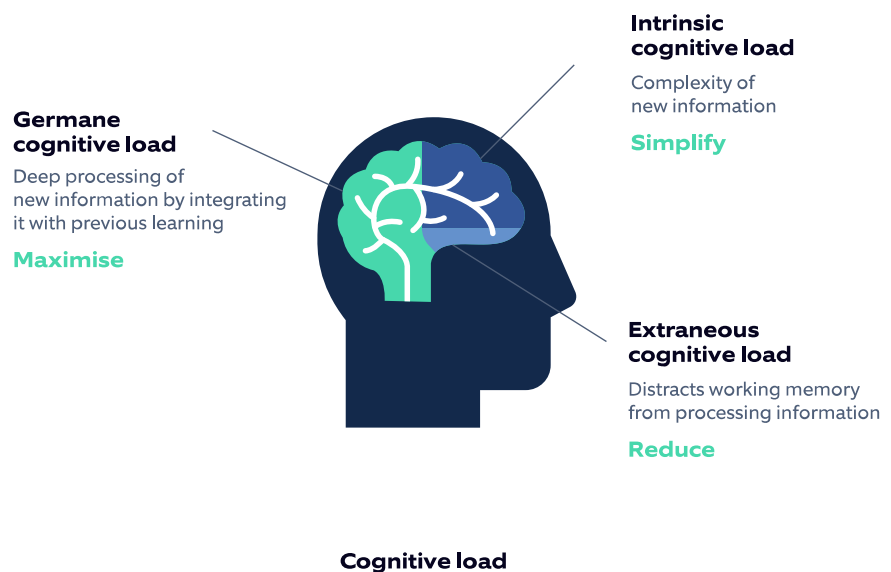 Intrinsic
cognitive load
Complexity of
new information
Simplify
Germane
cognitive load
Deep processing of
new information by integrating
it with previous learning
Maximise
Extraneous
cognitive load
Distracts working memory
from processing information
Reduce
Cognitive load